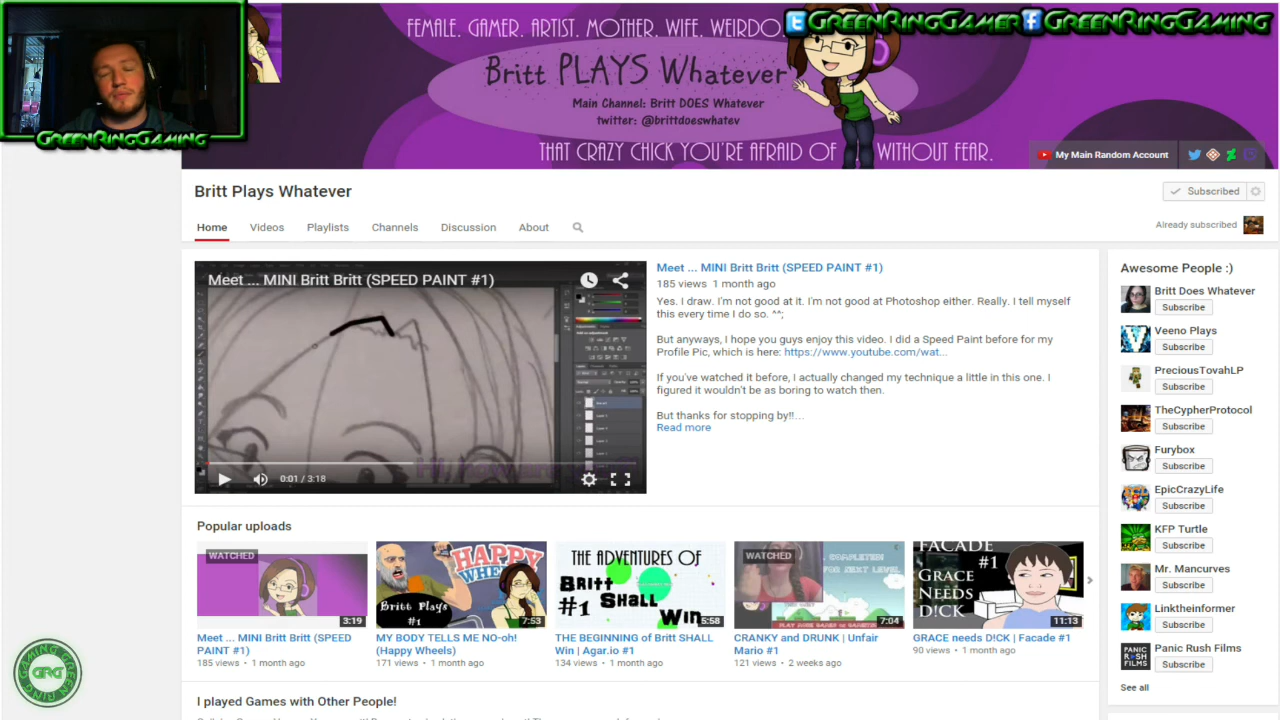 GreenRingGamer GreenRingGaming
FEMALE. GAMER. ARTIST. MOTHER. WIFE. WEIRDO.
Britt PLAYS Whatever
Main Channel: Britt DOES Whatever
twitter: @brittdoeswhatev
THAT CRAZY CHICK YOU'RE AFRAID OF WITHOUT FEAR.
GreenRingGaming
My Main Random Account
Britt Plays Whatever
Subscribed
Home Videos Playlists Channels Discussion About
Already subscribed
Meet ... MINI Britt Britt (SPEED PAINT #1)
0:01 / 3:18
Meet ... MINI Britt Britt (SPEED PAINT #1)
185 views 1 month ago
Yes. I draw. I'm not good at it. I'm not good at Photoshop either. Really. I tell myself
this every time I do so. ^^;
But anyways, I hope you guys enjoy this video. I did a Speed Paint before for my
Profile Pic, which is here: https://www.youtube.com/wat...
If you've watched it before, I actually changed my technique a little in this one. I
figured it wouldn't be as boring to watch then.
But thanks for stopping by!!…
Read more
Awesome People :)
Britt Does Whatever
Subscribe
Veeno Plays
Subscribe
PreciousTovahLP
Subscribe
TheCypherProtocol
Subscribe
Furybox
Subscribe
EpicCrazyLife
Subscribe
KFP Turtle
Subscribe
Mr. Mancurves
Subscribe
Linktheinformer
Subscribe
PANIC RUSH FILMS
Panic Rush Films
Subscribe
See all
Popular uploads
WATCHED
3:19
Meet ... MINI Britt Britt (SPEED
PAINT #1)
185 views • 1 month ago
HAPPY
WHEELS
Britt Plays
#1
7:53
MY BODY TELLS ME NO-oh!
(Happy Wheels)
171 views • 1 month ago
THE ADVENTURES OF
Britt
#1 Shall
Win
5:58
THE BEGINNING of Britt SHALL
Win | Agar.io #1
134 views • 1 month ago
WATCHED
7:04
CRANKY and DRUNK | Unfair
Mario #1
121 views • 2 weeks ago
FACADE
#1
GRACE
NEEDS
D!CK
11:13
GRACE needs D!CK | Facade #1
90 views • 1 month ago
GAMING GREEN RING
GRG
I played Games with Other People!